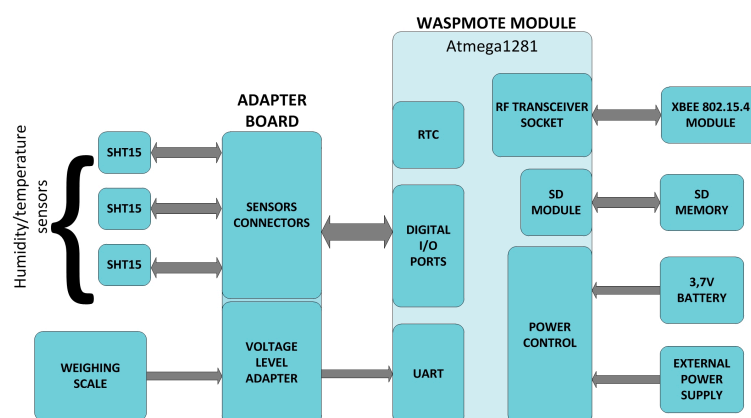 WASPMOTE MODULE
Atmega1281
ADAPTER
BOARD
Humidity/temperature
sensors
SHT15
SHT15
SHT15
SENSORS
CONNECTORS
WEIGHING
SCALE
VOLTAGE
LEVEL
ADAPTER
RTC
DIGITAL
I/O
PORTS
UART
RF TRANSCEIVER
SOCKET
SD
MODULE
POWER
CONTROL
XBEE 802.15.4
MODULE
SD
MEMORY
3,7V
BATTERY
EXTERNAL
POWER
SUPPLY